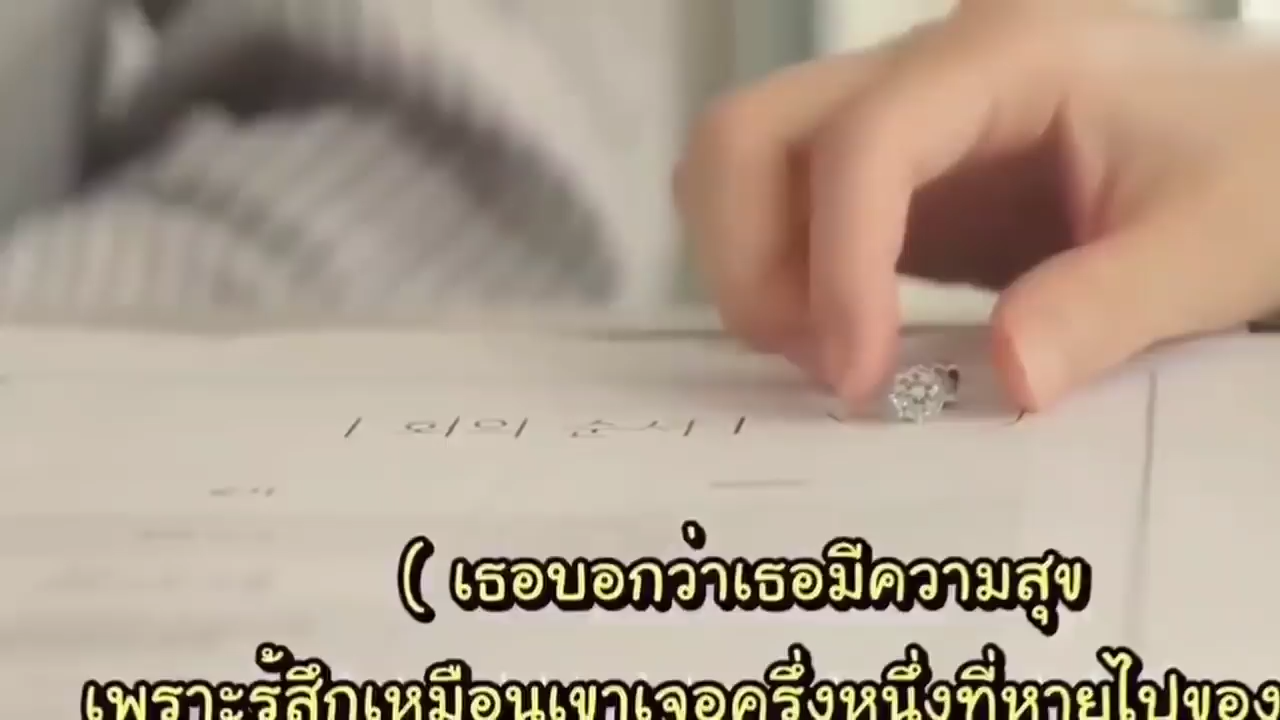 ( เธอบอกว่าเธอมีความสุข
เพราะรู้สึกเหมือนเขาเจอครึ่งหนึ่งที่หายไปของ